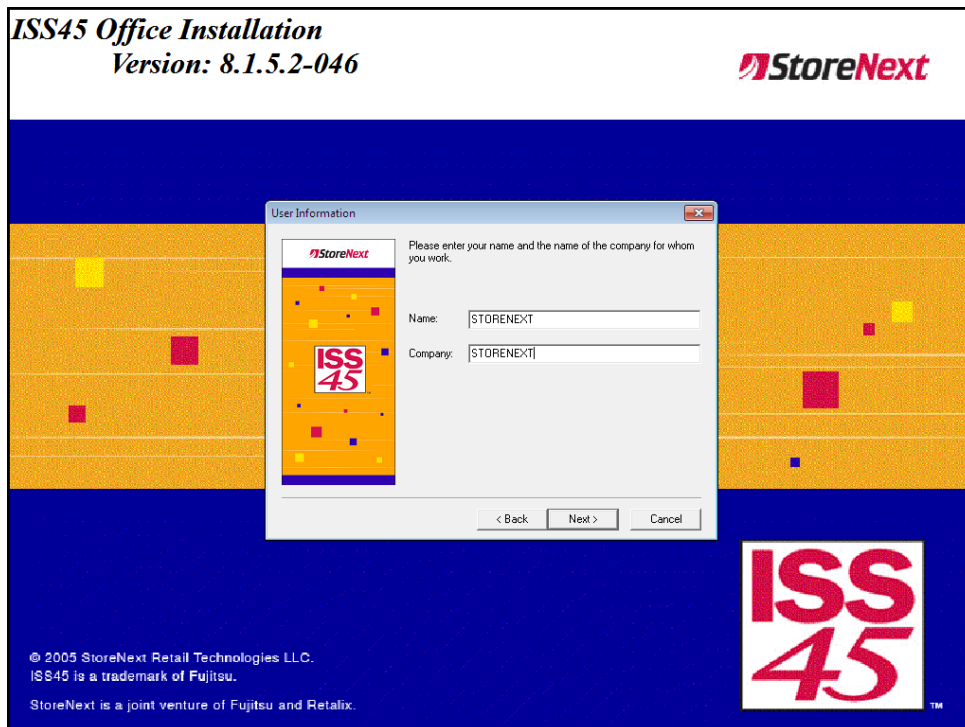 ISS45 Office Installation
Version: 8.1.5.2-046
StoreNext
User Information
StoreNext
Please enter your name and the name of the company for whom
you work.
Name: STORENEXT
Company: STORENEXT
ISS
45
< Back Next > Cancel
ISS
45
TM
© 2005 StoreNext Retail Technologies LLC.
ISS45 is a trademark of Fujitsu.
StoreNext is a joint venture of Fujitsu and Retalix.